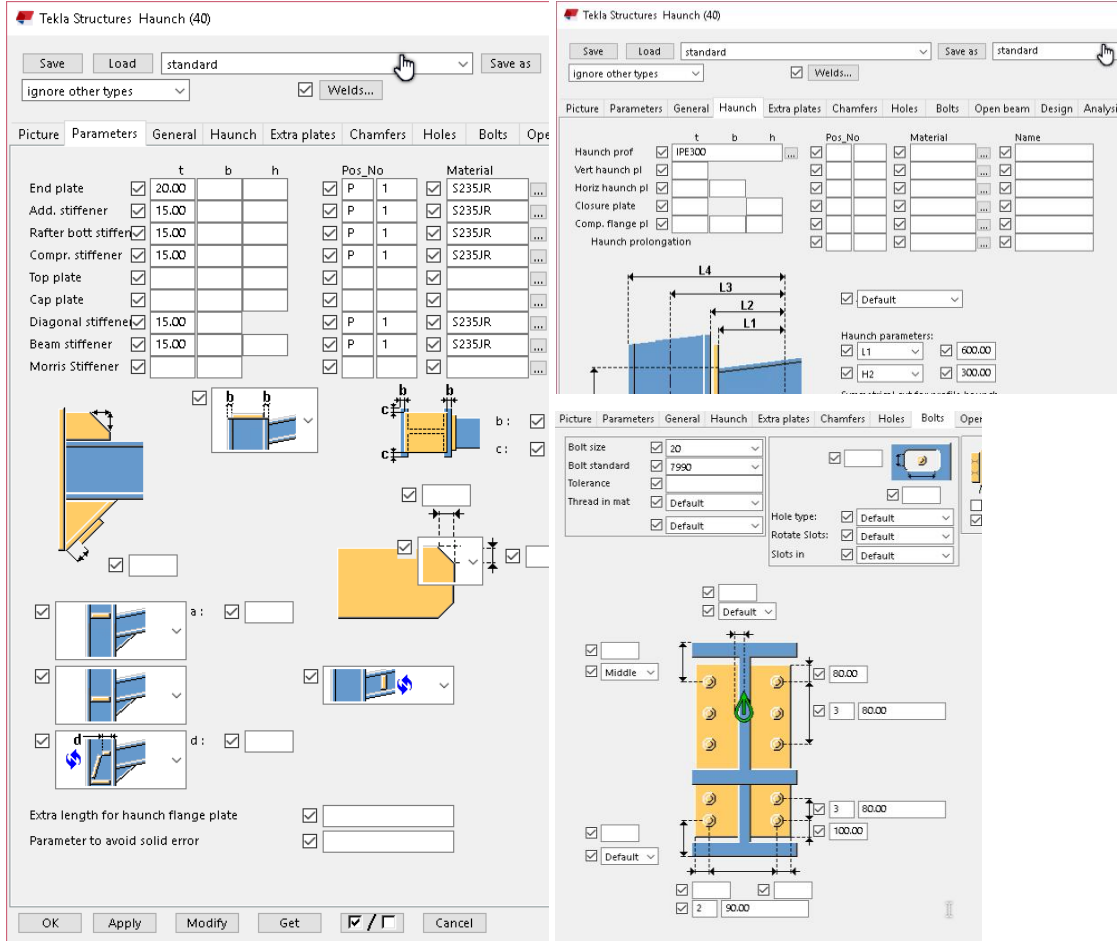 Tekla Structures Haunch (40)
Save Load standard Save as
ignore other types Welds...
Picture Parameters General Haunch Extra plates Chamfers Holes Bolts Ope
t b h Pos_No Material
End plate 20.00 P 1 S235JR ...
Add. stiffener 15.00 P 1 S235JR ...
Rafter bott stiffen 15.00 P 1 S235JR ...
Compr. stiffener 15.00 P 1 S235JR ...
Top plate ...
Cap plate ...
Diagonal stiffener 15.00 P 1 S235JR ...
Beam stiffener 15.00 P 1 S235JR ...
Morris Stiffener ...
b b b b
c b :
c c :
a :
d d :
Extra length for haunch flange plate
Parameter to avoid solid error
OK Apply Modify Get / Cancel
Tekla Structures Haunch (40)
Save Load standard Save as standard
ignore other types Welds...
Picture Parameters General Haunch Extra plates Chamfers Holes Bolts Open beam Design Analysi
t b h Pos_No Material Name
Haunch prof IPE300 ... ...
Vert haunch pl ...
Horiz haunch pl ...
Closure plate ...
Comp. flange pl ...
Haunch prolongation ...
L4
L3
L2
L1
Default
Haunch parameters:
L1 600.00
H2 300.00
Picture Parameters General Haunch Extra plates Chamfers Holes Bolts Oper
Bolt size 20
Bolt standard 7990
Tolerance
Thread in mat Default
Default
Hole type: Default
Rotate Slots: Default
Slots in Default
Default
Middle 80.00
3 80.00
3 80.00
100.00
Default
2 90.00